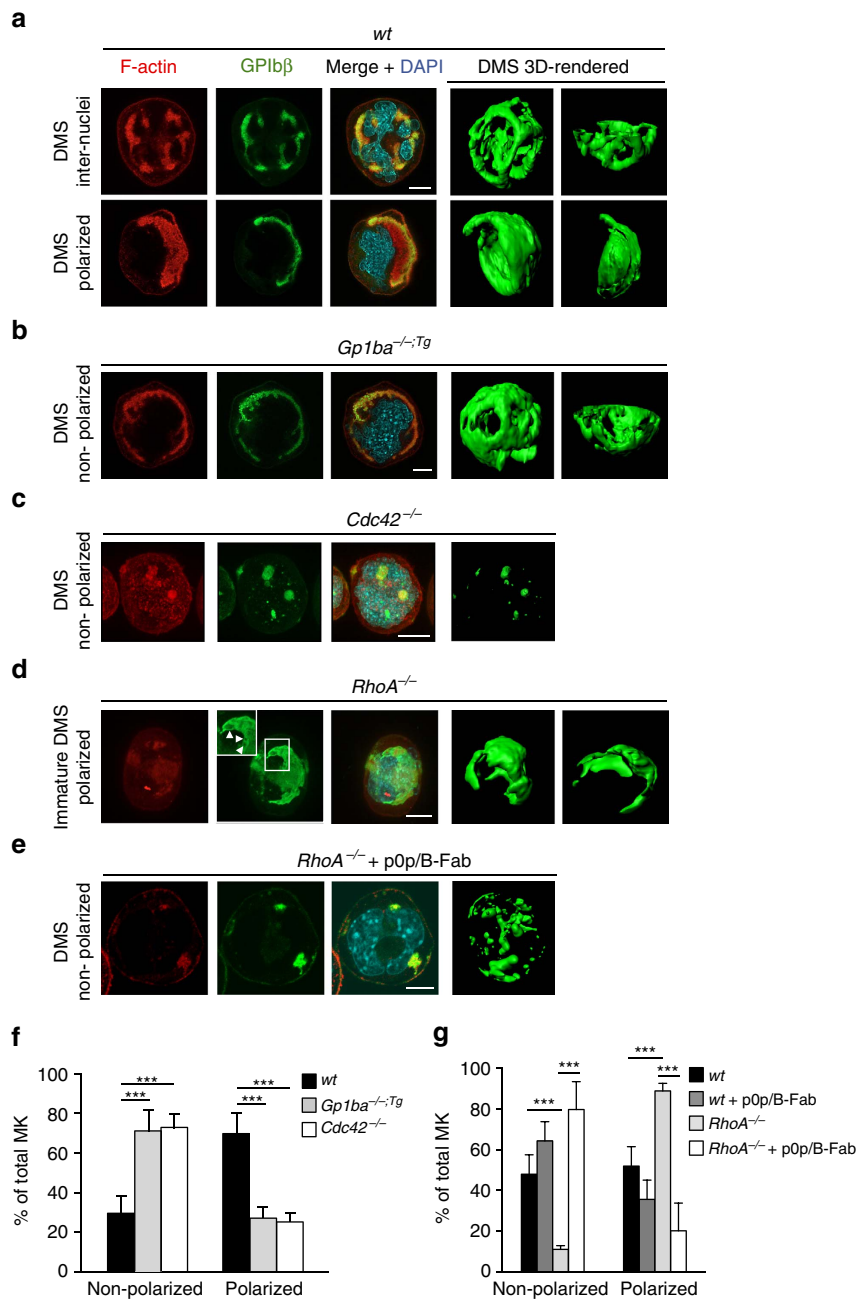 a
wt
F-actin GPIbβ Merge + DAPI DMS 3D-rendered
DMS
inter-nuclei
DMS
polarized
b
Gp1ba−/−;Tg
DMS
non- polarized
c
Cdc42−/−
DMS
non- polarized
d
RhoA−/−
Immature DMS
polarized
e
RhoA−/− + p0p/B-Fab
DMS
non- polarized
f
% of total MK
100
80
60
40
20
0
*** *** *** ***
Non-polarized Polarized
wt
Gp1ba−/−;Tg
Cdc42−/−
g
% of total MK
100
80
60
40
20
0
*** *** *** ***
Non-polarized Polarized
wt
wt + p0p/B-Fab
RhoA−/−
RhoA−/− + p0p/B-Fab